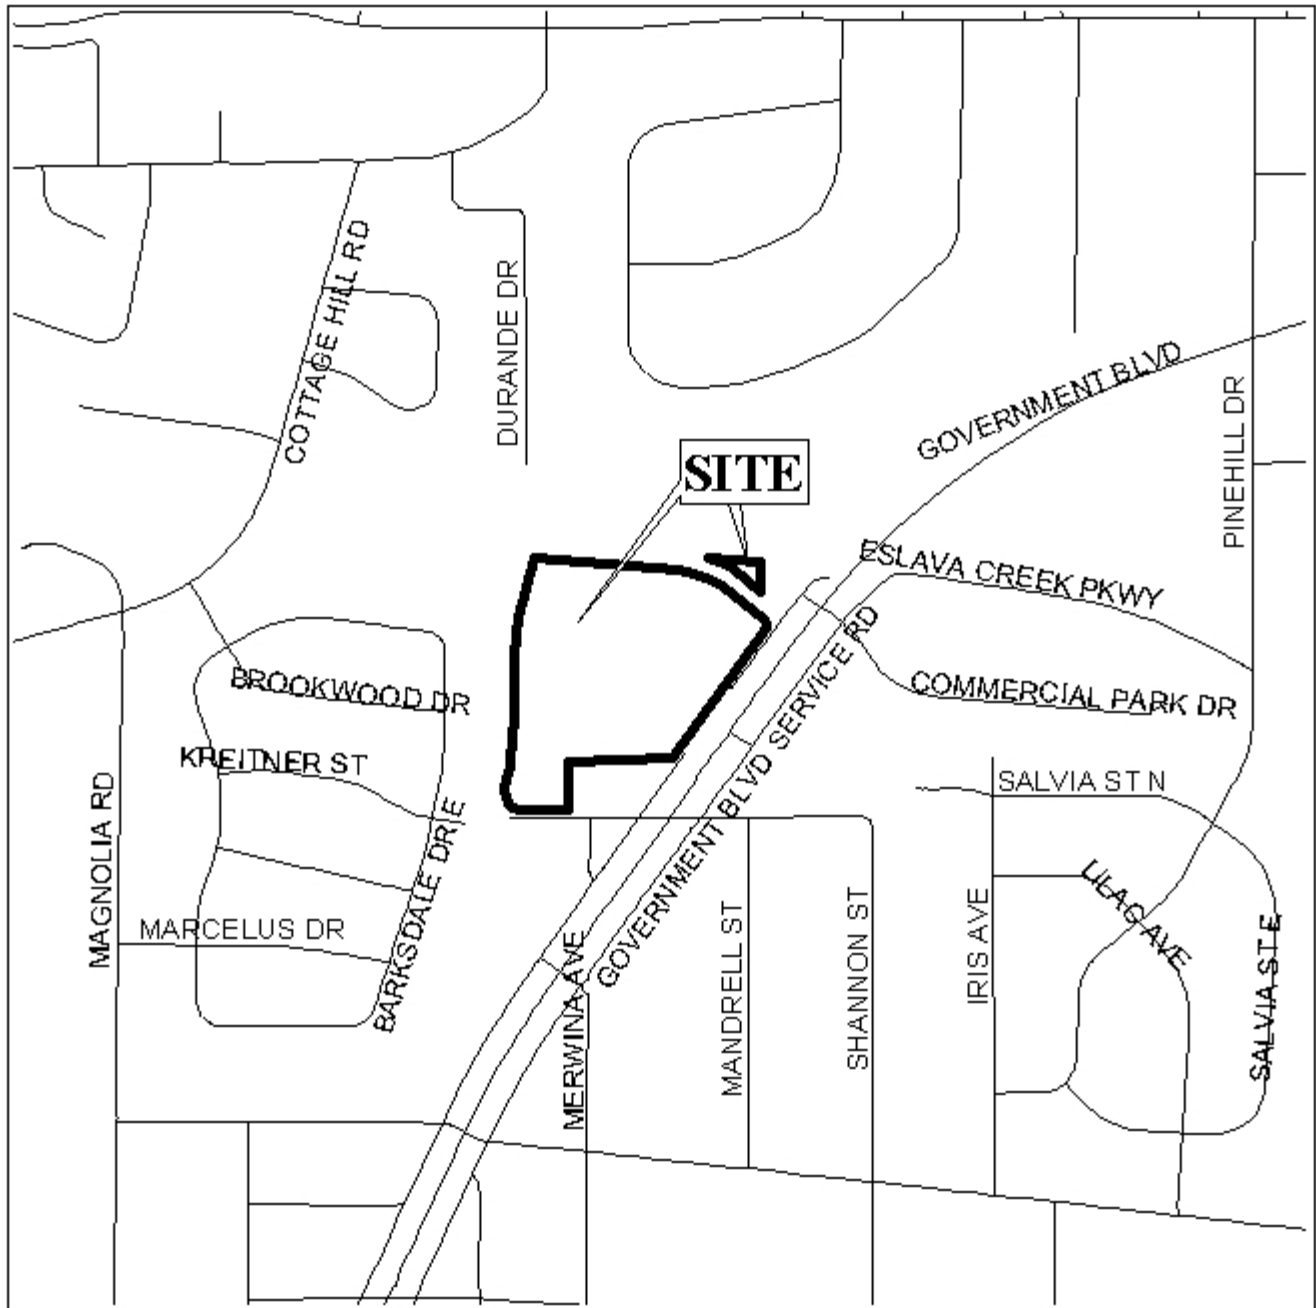 COTTAGE HILL RD
DURANDE DR
GOVERNMENT BLVD
PINEHILL DR
SITE
ESLAVA CREEK PKWY
BROOKWOOD DR
COMMERCIAL PARK DR
GOVERNMENT BLVD SERVICE RD
KREITNER ST
SALVIA ST N
MAGNOLIA RD
BARKSDALE DR E
LILAC AVE
MARCELUS DR
MERWINA AVE
MANDRELL ST
SHANNON ST
IRIS AVE
SALVIA ST E